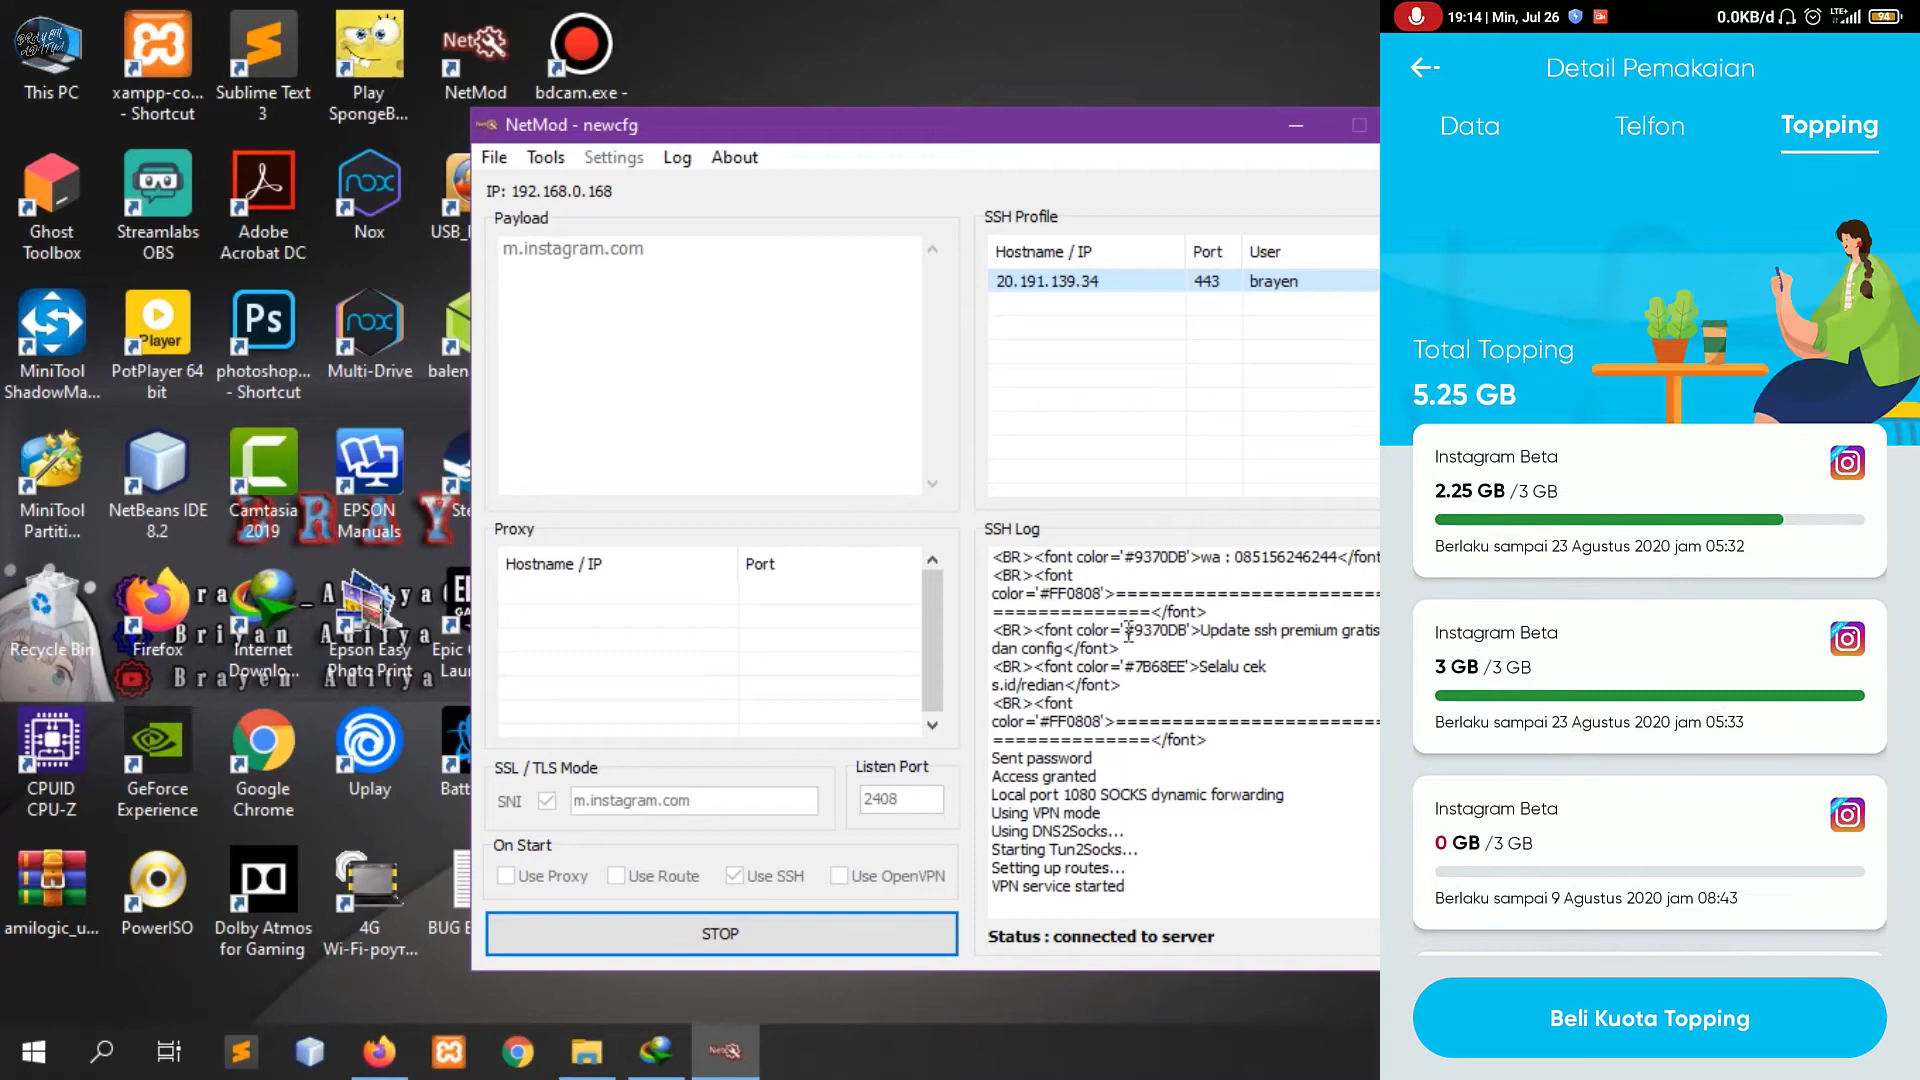 This PC
xampp-co...
- Shortcut
Sublime Text
3
Play
SpongeB...
NetMod
bdcam.exe -
Ghost
Toolbox
Streamlabs
OBS
Adobe
Acrobat DC
Nox
USB_
MiniTool
ShadowMa...
PotPlayer 64
bit
photoshop...
- Shortcut
Multi-Drive
balen
MiniTool
Partiti...
NetBeans IDE
8.2
Camtasia
2019
EPSON
Manuals
Ste
Recycle Bin
Firefox
Internet
Downlo...
Epson Easy
Photo Print
Epic
Lau
CPUID
CPU-Z
GeForce
Experience
Google
Chrome
Uplay
Batt
amilogic_u...
PowerISO
Dolby Atmos
for Gaming
4G
Wi-Fi-роут...
BUG
NetMod - newcfg
File Tools Settings Log About
IP: 192.168.0.168
Payload
m.instagram.com
Proxy
Hostname / IP Port
SSL / TLS Mode
SNI m.instagram.com
Listen Port
2408
On Start
Use Proxy Use Route Use SSH Use OpenVPN
STOP
SSH Profile
Hostname / IP Port User
20.191.139.34 443 brayen
SSH Log
<BR><font color='#9370DB'>wa : 085156246244</font
<BR><font
color='#FF0808'>========================
==============</font>
<BR><font color='#9370DB'>Update ssh premium gratis
dan config</font>
<BR><font color='#7B68EE'>Selalu cek
s.id/redian</font>
<BR><font
color='#FF0808'>========================
==============</font>
Sent password
Access granted
Local port 1080 SOCKS dynamic forwarding
Using VPN mode
Using DNS2Socks...
Starting Tun2Socks...
Setting up routes...
VPN service started
Status : connected to server
19:14 | Min, Jul 26
0.0KB/d
LTE+
94
Detail Pemakaian
Data Telfon Topping
Total Topping
5.25 GB
Instagram Beta
2.25 GB /3 GB
Berlaku sampai 23 Agustus 2020 jam 05:32
Instagram Beta
3 GB /3 GB
Berlaku sampai 23 Agustus 2020 jam 05:33
Instagram Beta
0 GB /3 GB
Berlaku sampai 9 Agustus 2020 jam 08:43
Beli Kuota Topping